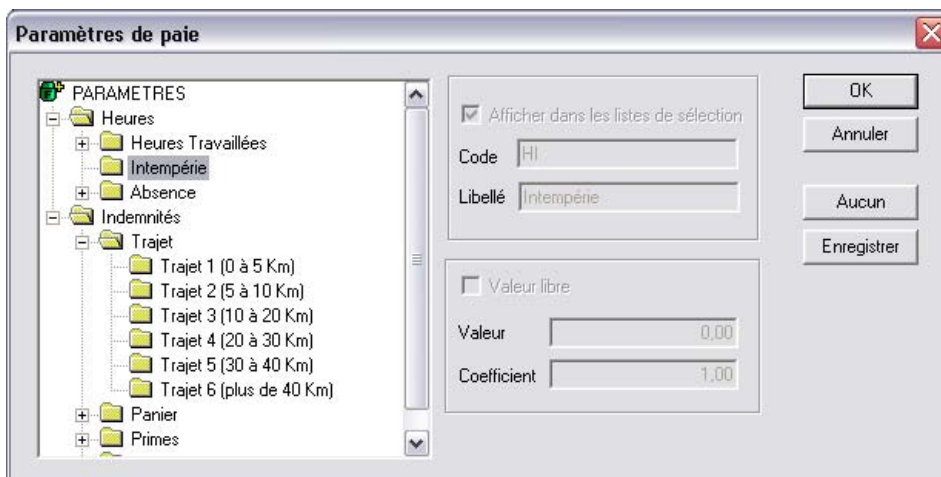 Paramètres de paie
PARAMETRES
Heures
Heures Travaillées
Intempérie
Absence
Indemnités
Trajet
Trajet 1 (0 à 5 Km)
Trajet 2 (5 à 10 Km)
Trajet 3 (10 à 20 Km)
Trajet 4 (20 à 30 Km)
Trajet 5 (30 à 40 Km)
Trajet 6 (plus de 40 Km)
Panier
Primes
Afficher dans les listes de sélection
Code HI
Libellé Intempérie
Valeur libre
Valeur 0,00
Coefficient 1,00
OK
Annuler
Aucun
Enregistrer